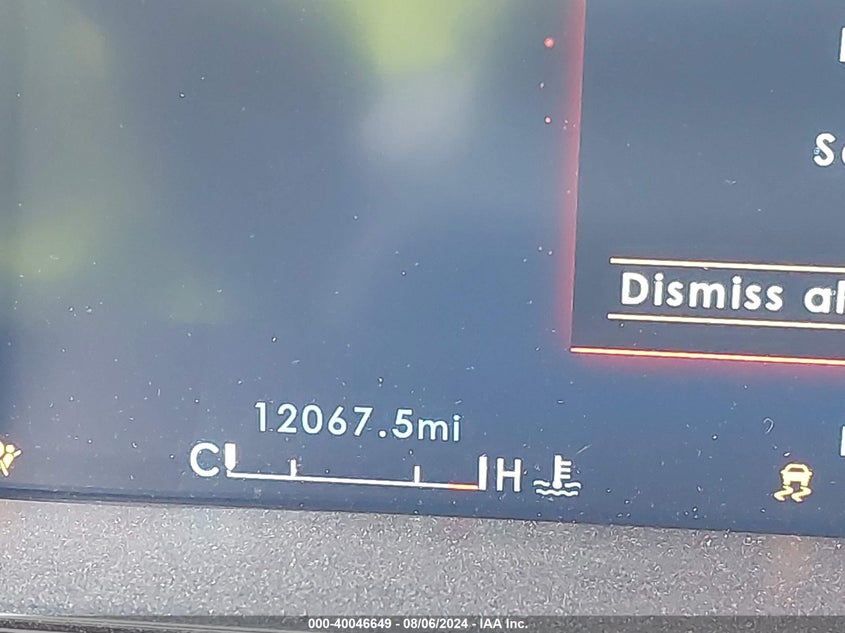 Dismiss al
12067.5mi
C H
000-40046649 - 08/06/2024 - IAA Inc.